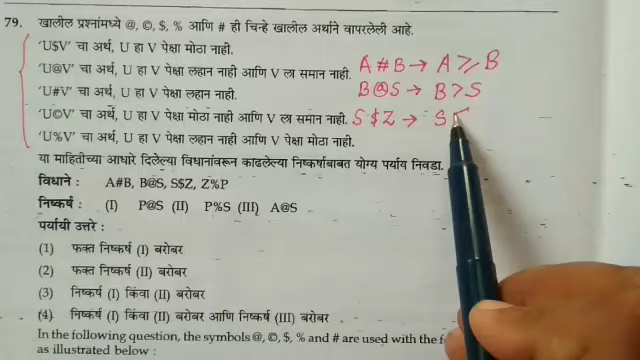 79. खालील प्रश्नांमध्ये @, ©, $, % आणि # ही चिन्हे खालील अर्थाने वापरलेली आहे.
'U$V' चा अर्थ, U हा V पेक्षा मोठा नाही.
'U@V' चा अर्थ, U हा V पेक्षा लहान नाही आणि V ला समान नाही. A # B → A ⩾ B
'U#V' चा अर्थ, U हा V पेक्षा लहान नाही. B @ S → B > S
'U©V' चा अर्थ, U हा V पेक्षा मोठा नाही आणि V ला समान नाही. S $ Z → S
'U%V' चा अर्थ, U हा V पेक्षा लहान नाही आणि V पेक्षा मोठा नाही.
या माहितीच्या आधारे दिलेल्या विधानांवरून काढलेल्या निष्कर्षाबाबत योग्य पर्याय निवडा.
विधाने : A#B, B@S, S$Z, Z%P
निष्कर्ष : (I) P@S (II) P%S (III) A@S
पर्यायी उत्तरे :
(1) फक्त निष्कर्ष (I) बरोबर
(2) फक्त निष्कर्ष (II) बरोबर
(3) निष्कर्ष (I) किंवा (II) बरोबर
(4) निष्कर्ष (I) किंवा (II) बरोबर आणि निष्कर्ष (III) बरोबर
In the following question, the symbols @, ©, $, % and # are used with the
as illustrated below :